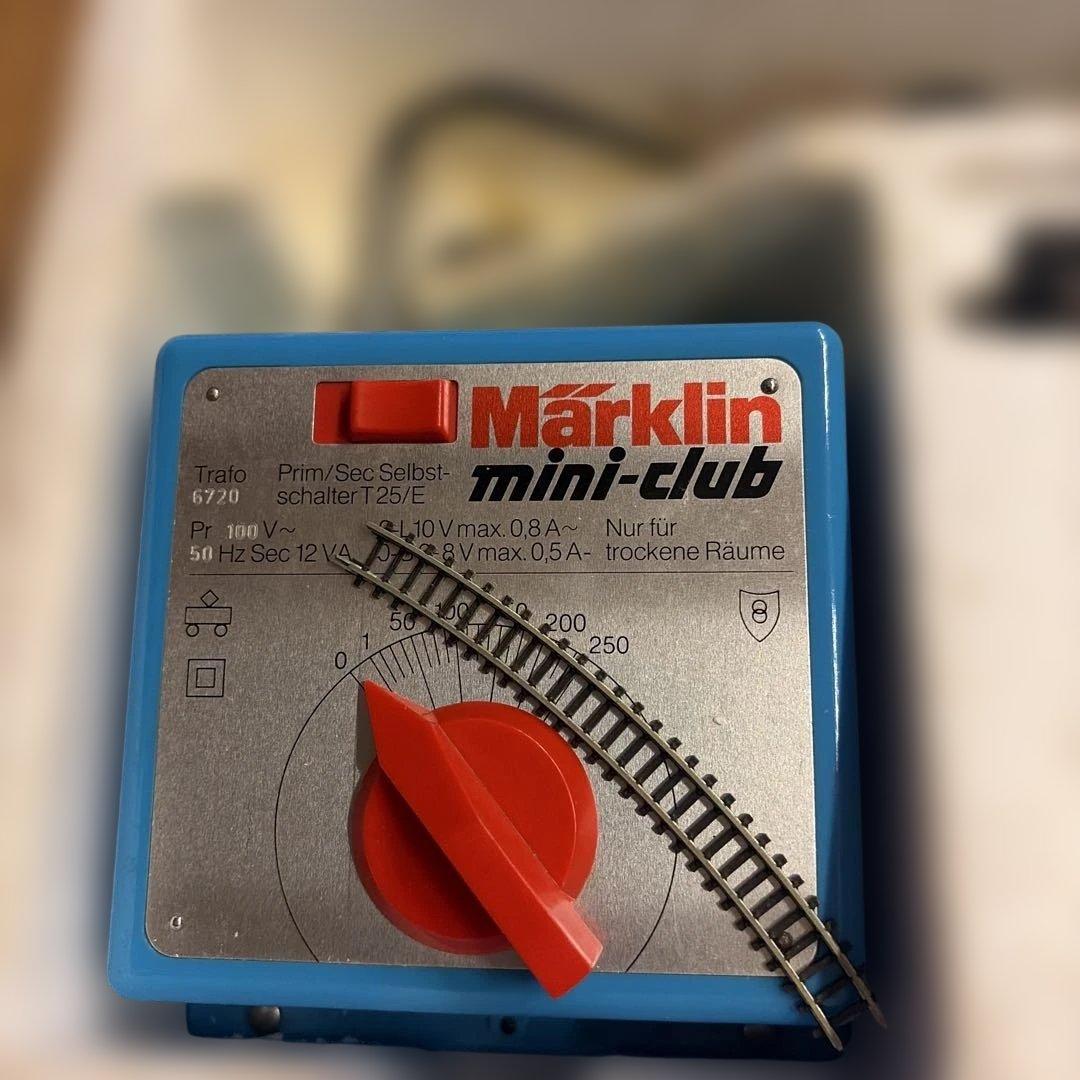 Märklin
mini-club
Trafo Prim/Sec Selbst-
6720 schalter T 25/E
Pr 100 V~ 10 V max. 0,8 A~ Nur für
50 Hz Sec 12 VA 8 V max. 0,5 A- trockene Räume
0 1 50 100 200 250